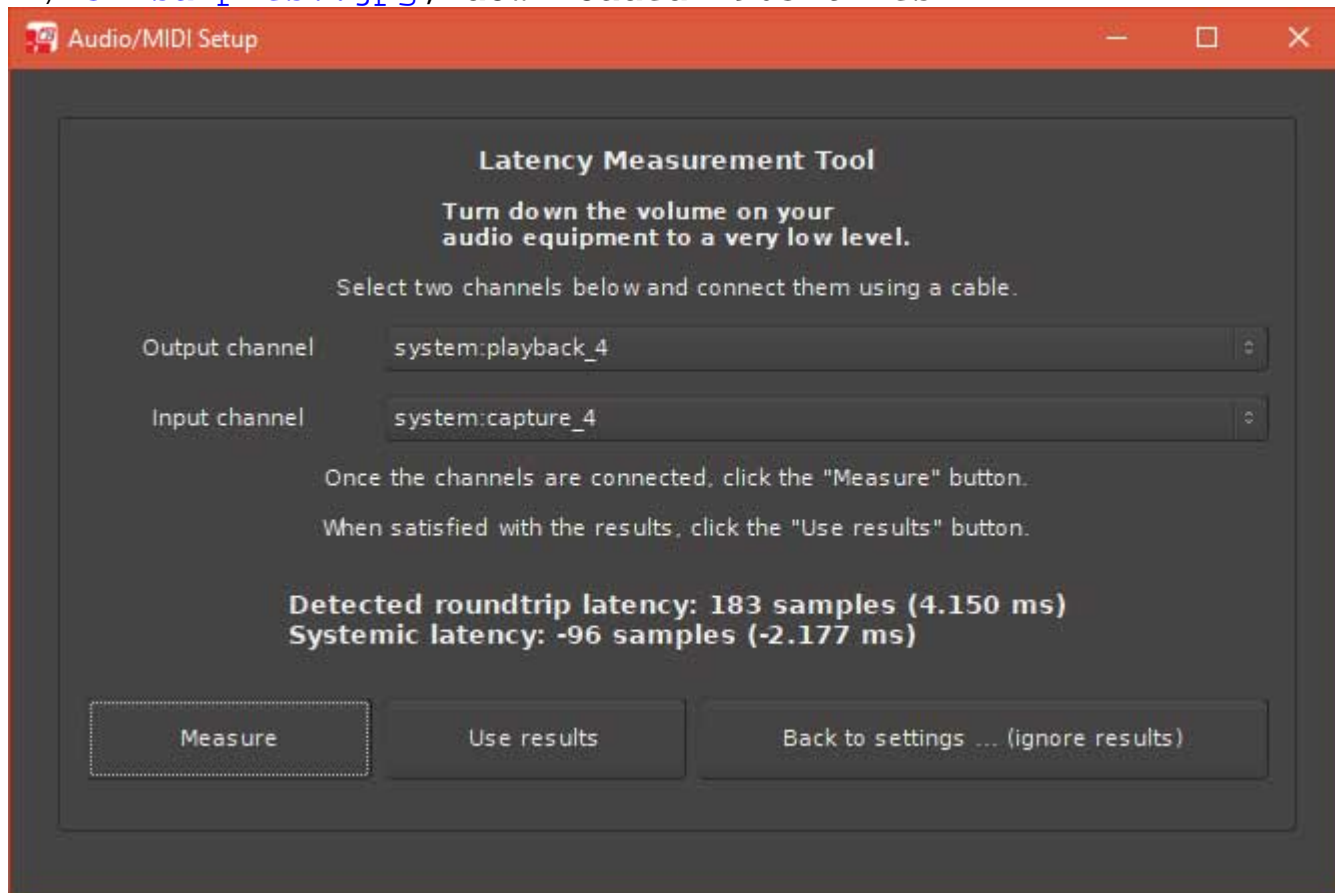 Audio/MIDI Setup
Latency Measurement Tool
Turn down the volume on your
audio equipment to a very low level.
Select two channels below and connect them using a cable.
Output channel system:playback_4
Input channel system:capture_4
Once the channels are connected, click the "Measure" button.
When satisfied with the results, click the "Use results" button.
Detected roundtrip latency: 183 samples (4.150 ms)
Systemic latency: -96 samples (-2.177 ms)
Measure Use results Back to settings ... (ignore results)